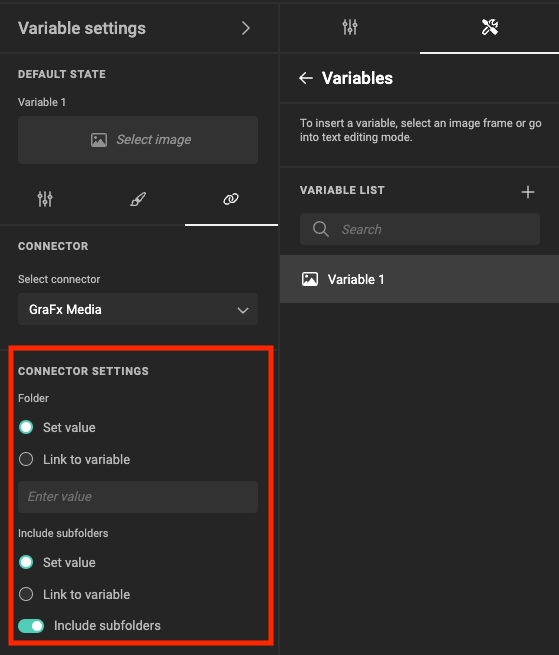 Variable settings
DEFAULT STATE
Variable 1
Select image
CONNECTOR
Select connector
GraFx Media
CONNECTOR SETTINGS
Folder
Set value
Link to variable
Enter value
Include subfolders
Set value
Link to variable
Include subfolders
Variables
To insert a variable, select an image frame or go
into text editing mode.
VARIABLE LIST
Search
Variable 1